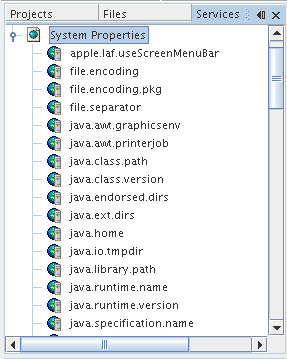 Projects Files Services
System Properties
apple.laf.useScreenMenuBar
file.encoding
file.encoding.pkg
file.separator
java.awt.graphicsenv
java.awt.printerjob
java.class.path
java.class.version
java.endorsed.dirs
java.ext.dirs
java.home
java.io.tmpdir
java.library.path
java.runtime.name
java.runtime.version
java.specification.name